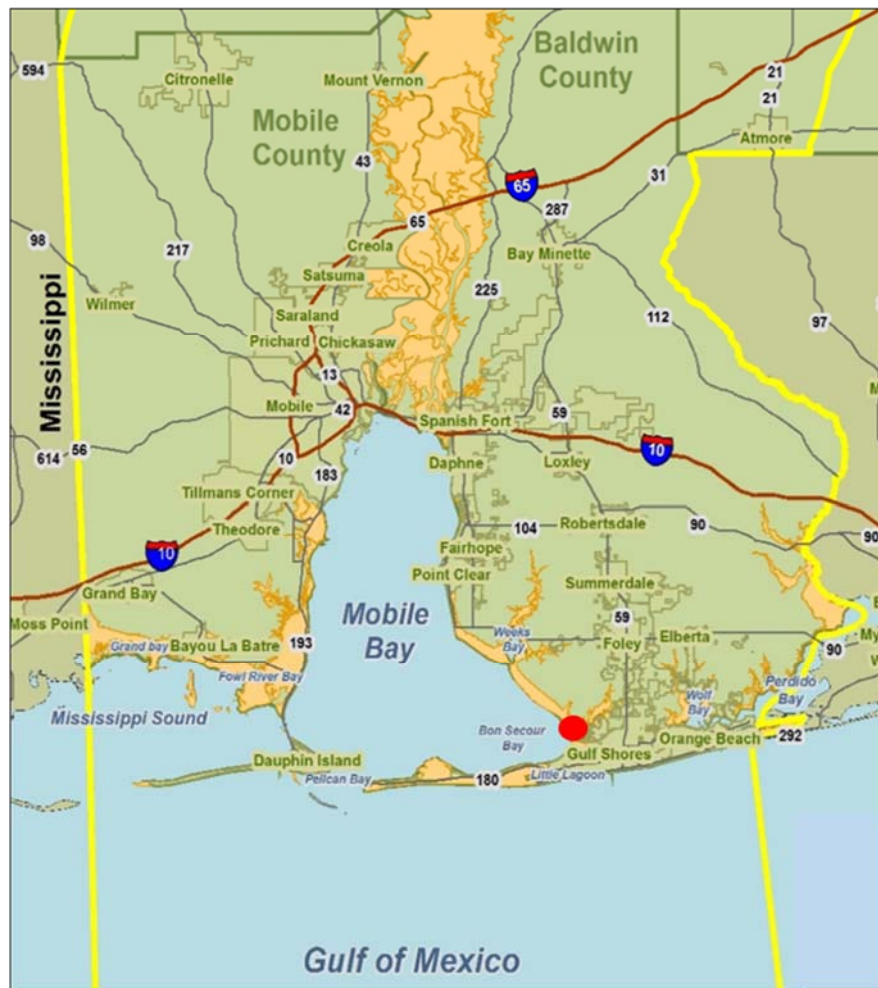 Baldwin
County
594
Citronelle
Mount Vernon
21
21
Mobile
County
Atmore
43
31
65
287
65
Creola
98
217
Bay Minette
Satsuma
225
Wilmer
Saraland
112
97
Mississippi
Prichard Chickasaw
13
Mobile
42
Spanish Fort
59
614
56
10
10
183
Daphne
Loxley
Tillmans Corner
Theodore
104
Robertsdale
90
90
10
Fairhope
Point Clear
Summerdale
Grand Bay
Moss Point
Mobile
Bay
59
193
Weeks
Bay
Elberta
Grand bay
Bayou La Batre
Foley
90
My
Fowl River Bay
Wolf
Bay
Perdido
Bay
Mississippi Sound
Bon Secour
Bay
Orange Beach
292
Dauphin Island
Gulf Shores
Pelican Bay
180
Little Lagoon
Gulf of Mexico